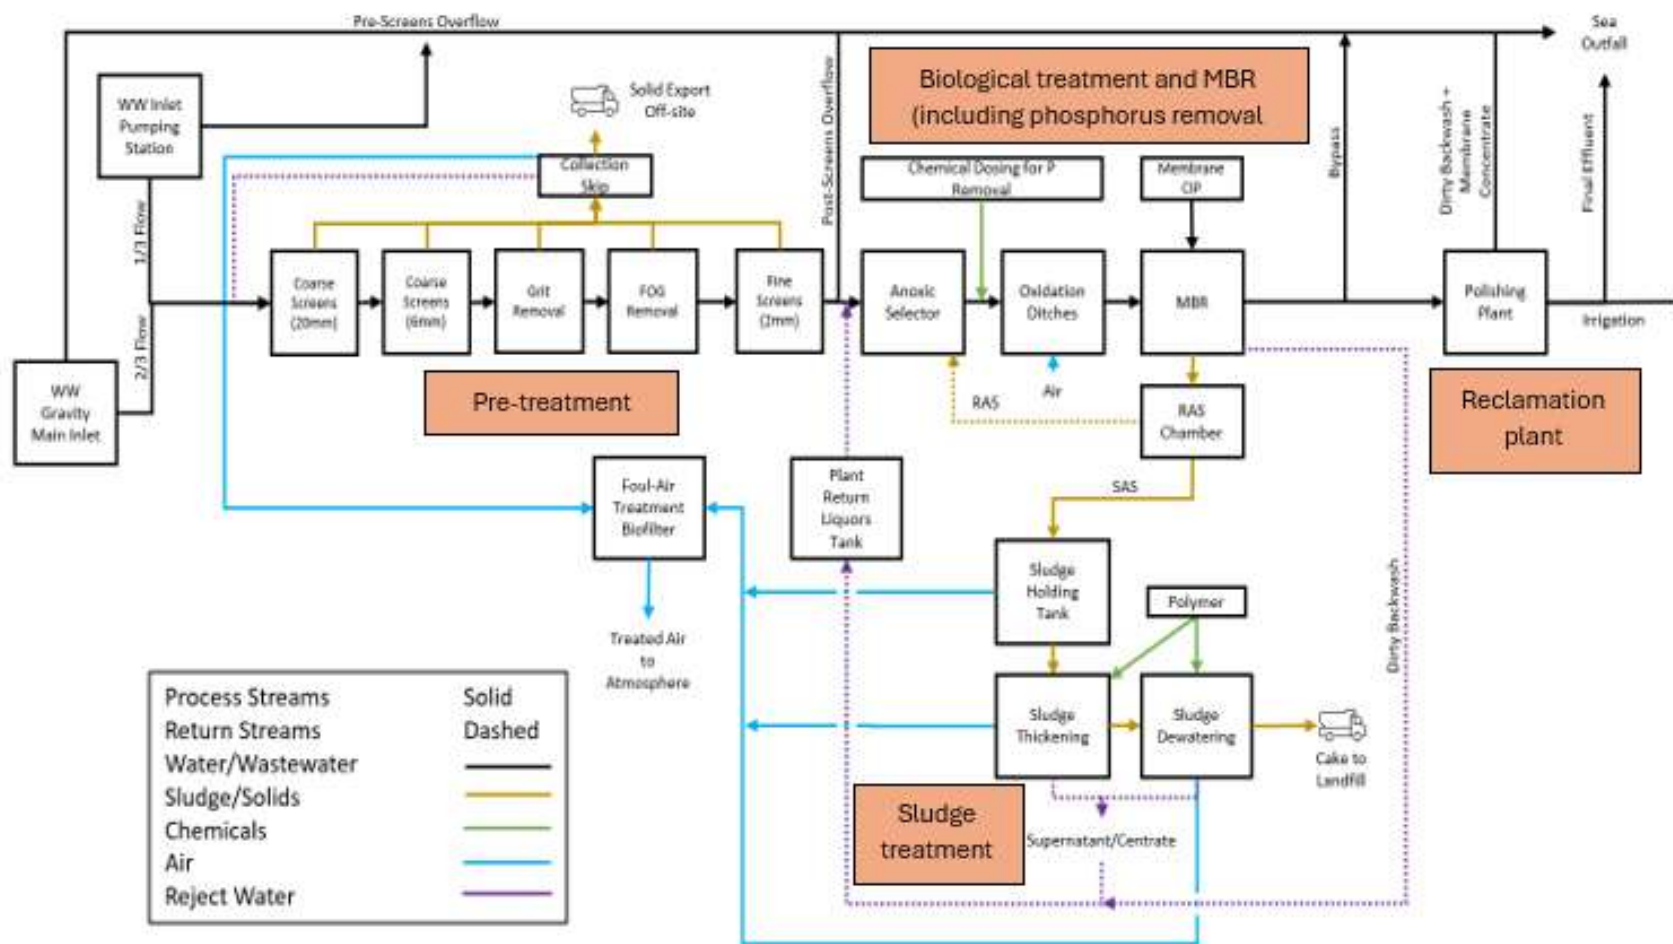 Pre-Screens Overflow
Sea
Outfall
WW Inlet
Pumping
Station
Solid Export
Off-site
Collection
Skip
Post-Screens Overflow
Biological treatment and MBR
(including phosphorus removal
Chemical Dosing for P
Removal
Membrane
CIP
Bypass
Dirty Backwash +
Membrane
Concentrate
Final Effluent
1/3 Flow
2/3 Flow
Coarse
Screens
(20mm)
Coarse
Screens
(6mm)
Grit
Removal
FOG
Removal
Fine
Screens
Anoxic
Selector
Oxidation
Ditches
MBR
Polishing
Plant
Irrigation
WW
Gravity
Main Inlet
Pre-treatment
RAS
Air
RAS
Chamber
Reclamation
plant
Foul-Air
Treatment
Biofilter
Plant
Return
Liquors
Tank
SAS
Sludge
Holding
Tank
Polymer
Dirty Backwash
Treated Air
to
Atmosphere
Sludge
Thickening
Sludge
Dewatering
Cake to
Landfill
Sludge
treatment
Supernatant/Centrate
Process Streams Solid
Return Streams Dashed
Water/Wastewater
Sludge/Solids
Chemicals
Air
Reject Water